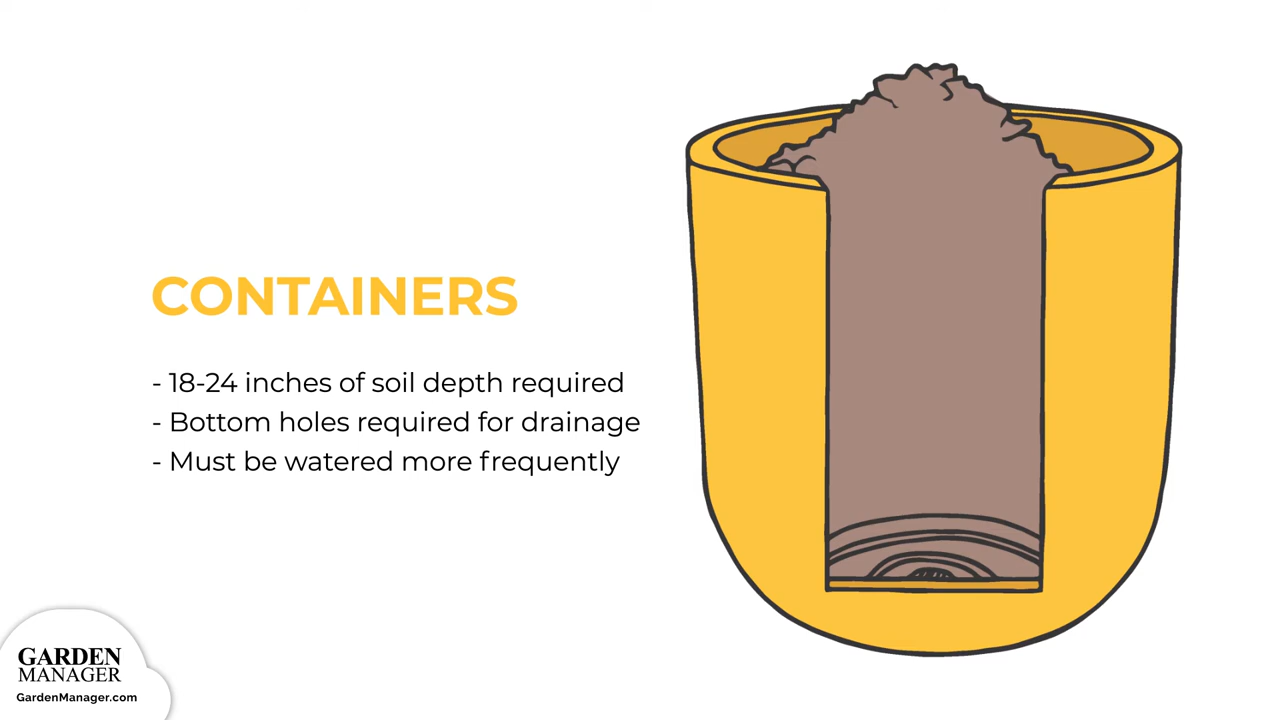 CONTAINERS
- 18-24 inches of soil depth required
- Bottom holes required for drainage
- Must be watered more frequently
GARDEN
MANAGER
GardenManager.com